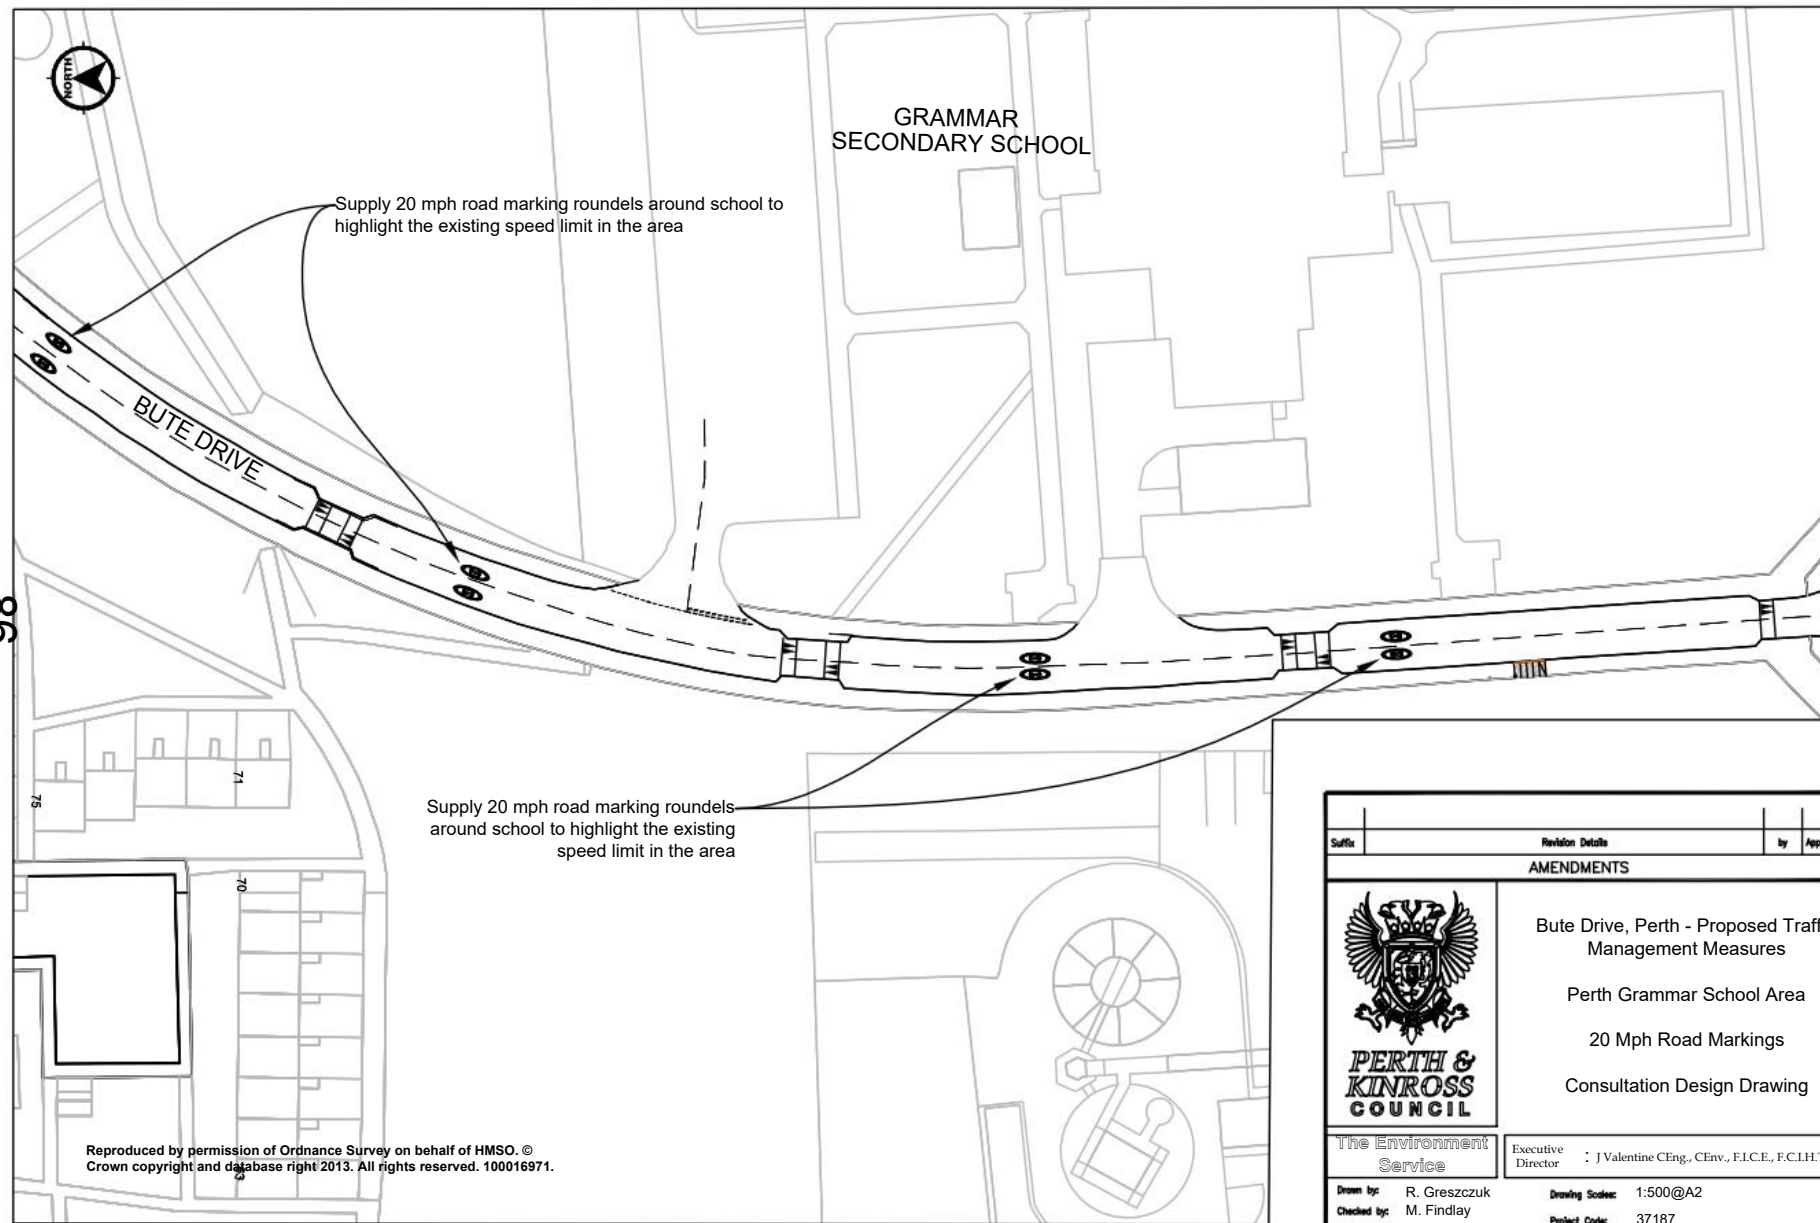 NORTH
GRAMMAR
SECONDARY SCHOOL
Supply 20 mph road marking roundels around school to
highlight the existing speed limit in the area
BUTE DRIVE
98
75
71
70
63
Supply 20 mph road marking roundels
around school to highlight the existing
speed limit in the area
Reproduced by permission of Ordnance Survey on behalf of HMSO. ©
Crown copyright and database right 2013. All rights reserved. 100016971.
Suffix Revision Details by App
AMENDMENTS
PERTH &
KINROSS
COUNCIL
Bute Drive, Perth - Proposed Traff
Management Measures
Perth Grammar School Area
20 Mph Road Markings
Consultation Design Drawing
The Environment
Service
Executive
Director : J Valentine CEng., CEnv., F.I.C.E., F.C.I.H.T
Drawn by: R. Greszczuk
Checked by: M. Findlay
Drawing Scales: 1:500@A2
Project Code: 37187